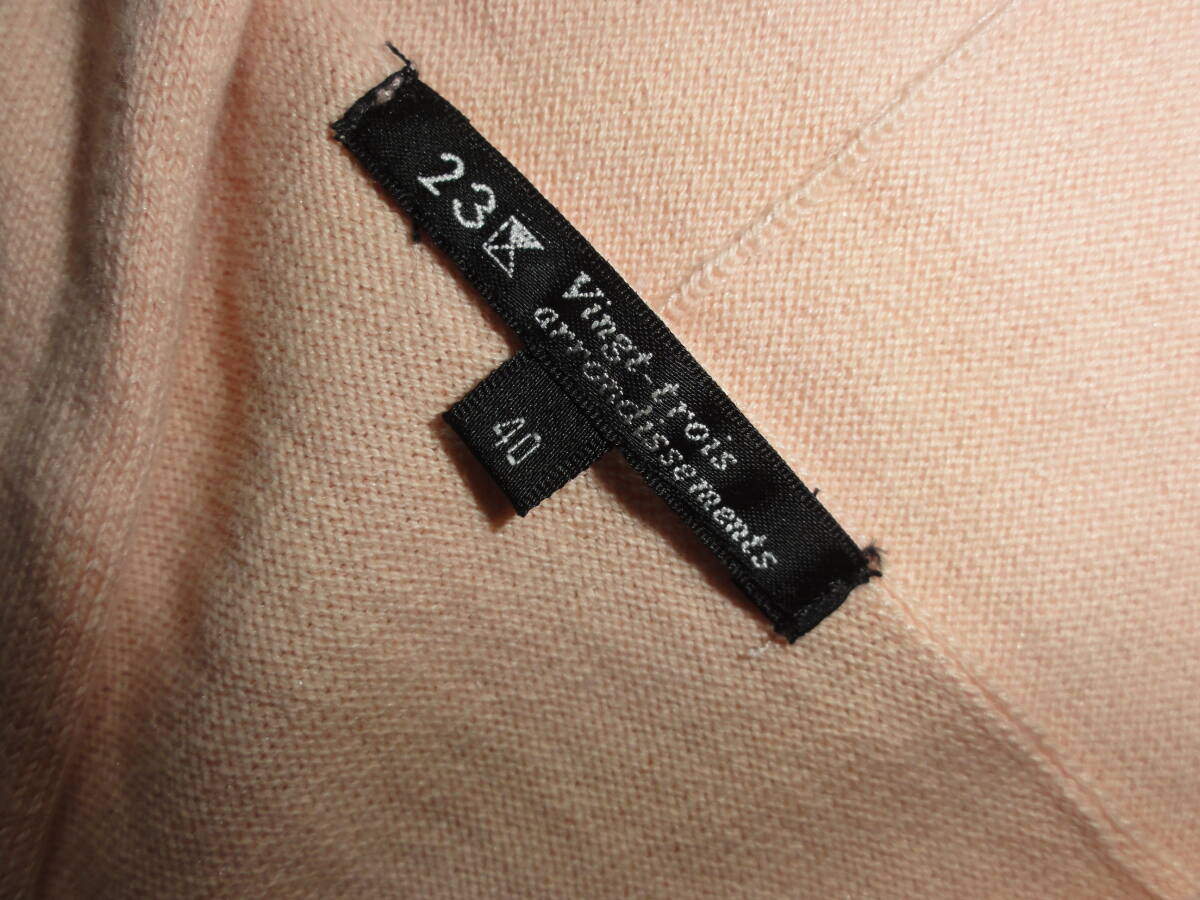 23
Vingt-trois
arrondissements
40